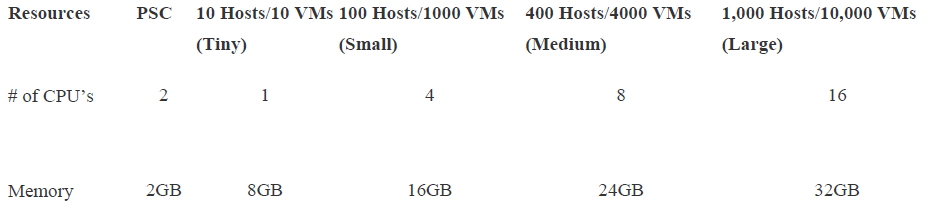 Resources PSC 10 Hosts/10 VMs 100 Hosts/1000 VMs 400 Hosts/4000 VMs 1,000 Hosts/10,000 VMs
(Tiny) (Small) (Medium) (Large)
# of CPU’s 2 1 4 8 16
Memory 2GB 8GB 16GB 24GB 32GB